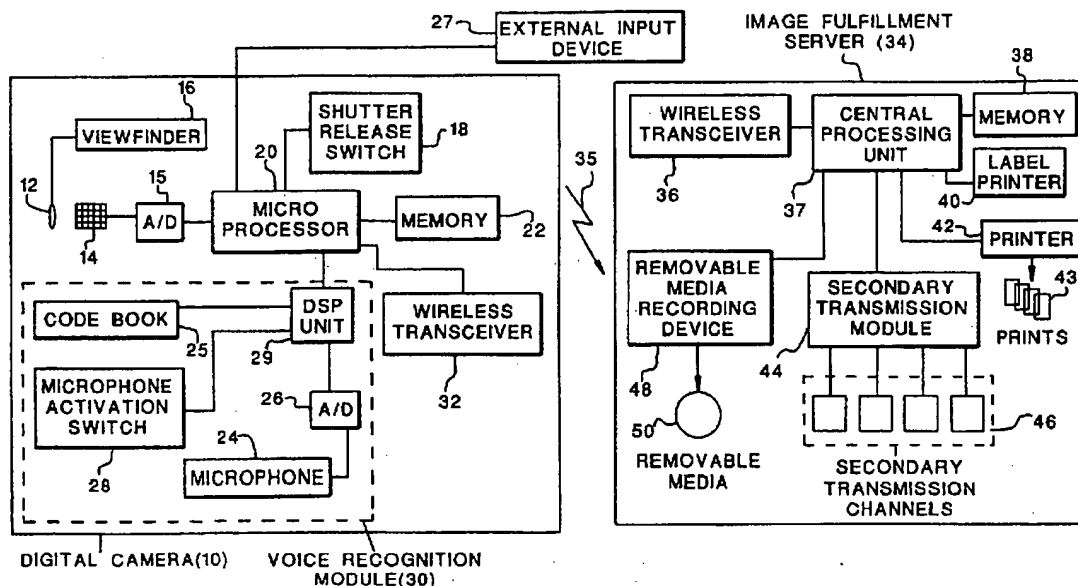 27
EXTERNAL INPUT
DEVICE
IMAGE FULFILLMENT
SERVER (34)
16
VIEWFINDER
SHUTTER
RELEASE
SWITCH
18
12
14
15
A/D
20
MICRO
PROCESSOR
MEMORY
22
CODE BOOK
25
DSP
UNIT
29
WIRELESS
TRANSCEIVER
32
MICROPHONE
ACTIVATION
SWITCH
28
26
A/D
24
MICROPHONE
DIGITAL CAMERA(10)
VOICE RECOGNITION
MODULE(30)
35
WIRELESS
TRANSCEIVER
36
CENTRAL
PROCESSING
UNIT
37
38
MEMORY
LABEL
PRINTER
40
42
PRINTER
43
PRINTS
REMOVABLE
MEDIA
RECORDING
DEVICE
48
SECONDARY
TRANSMISSION
MODULE
44
50
REMOVABLE
MEDIA
46
SECONDARY
TRANSMISSION
CHANNELS